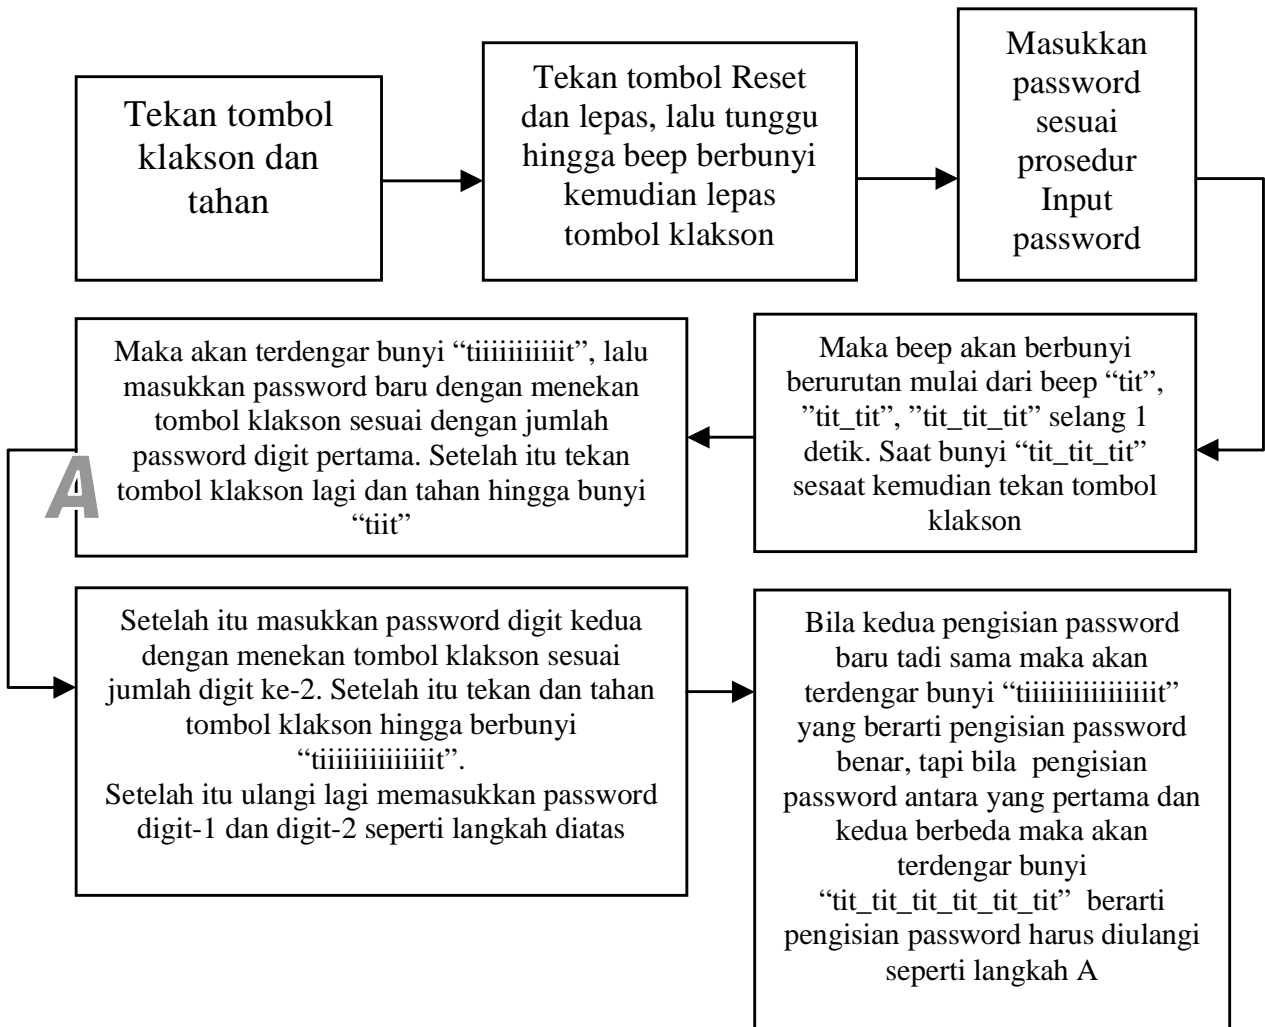 Tekan tombol
klakson dan
tahan
Tekan tombol Reset
dan lepas, lalu tunggu
hingga beep berbunyi
kemudian lepas
tombol klakson
Masukkan
password
sesuai
prosedur
Input
password
Maka beep akan berbunyi
berurutan mulai dari beep “tit”,
”tit_tit”, ”tit_tit_tit” selang 1
detik. Saat bunyi “tit_tit_tit”
sesaat kemudian tekan tombol
klakson
Maka akan terdengar bunyi “tiiiiiiiiiiit”, lalu
masukkan password baru dengan menekan
tombol klakson sesuai dengan jumlah
password digit pertama. Setelah itu tekan
tombol klakson lagi dan tahan hingga bunyi
“tiit”
A
Setelah itu masukkan password digit kedua
dengan menekan tombol klakson sesuai
jumlah digit ke-2. Setelah itu tekan dan tahan
tombol klakson hingga berbunyi
“tiiiiiiiiiiiiiit”.
Setelah itu ulangi lagi memasukkan password
digit-1 dan digit-2 seperti langkah diatas
Bila kedua pengisian password
baru tadi sama maka akan
terdengar bunyi “tiiiiiiiiiiiiiiiit”
yang berarti pengisian password
benar, tapi bila  pengisian
password antara yang pertama dan
kedua berbeda maka akan
terdengar bunyi
“tit_tit_tit_tit_tit_tit”  berarti
pengisian password harus diulangi
seperti langkah A